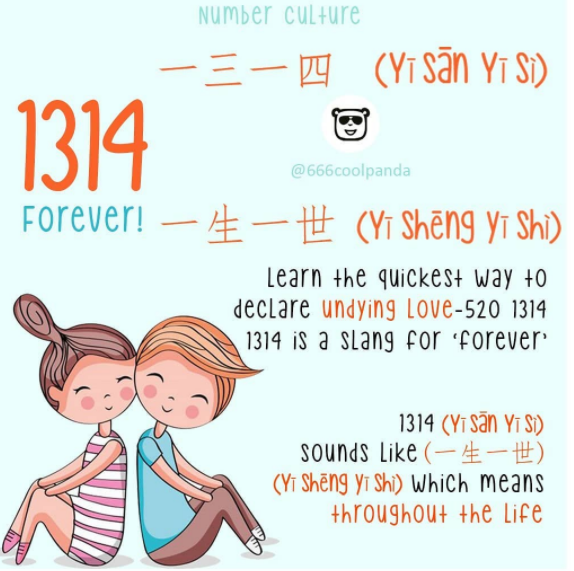 Number Culture
一三一四 (Yī Sān Yī Sì)
1314
@666coolpanda
Forever!
一生一世 (Yī Shēng Yī Shì)
Learn the quickest way to
declare undying love-520 1314
1314 is a slang for ‘forever’
1314 (Yī Sān Yī Sì)
sounds like (一生一世)
(Yī Shēng Yī Shì) which means
throughout the life